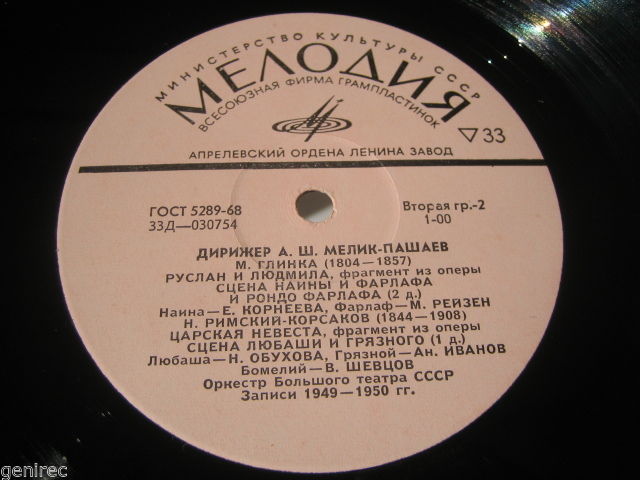 МИНИСТЕРСТВО КУЛЬТУРЫ СССР
МЕЛОДИЯ
ВСЕСОЮЗНАЯ ФИРМА ГРАМПЛАСТИНОК
▽33
АПРЕЛЕВСКИЙ ОРДЕНА ЛЕНИНА ЗАВОД
ГОСТ 5289-68
33Д—030754
Вторая гр.-2
1-00
ДИРИЖЕР А. Ш. МЕЛИК-ПАШАЕВ
М. ГЛИНКА (1804—1857)
РУСЛАН И ЛЮДМИЛА, фрагмент из оперы
СЦЕНА НАИНЫ И ФАРЛАФА
И РОНДО ФАРЛАФА (2 д.)
Наина—Е. КОРНЕЕВА, Фарлаф—М. РЕЙЗЕН
Н. РИМСКИЙ-КОРСАКОВ (1844—1908)
ЦАРСКАЯ НЕВЕСТА, фрагмент из оперы
СЦЕНА ЛЮБАШИ И ГРЯЗНОГО (1 д.)
Любаша—Н. ОБУХОВА, Грязной—Ан. ИВАНОВ
Бомелий—В. ШЕВЦОВ
Оркестр Большого театра СССР
Записи 1949—1950 гг.
genirec